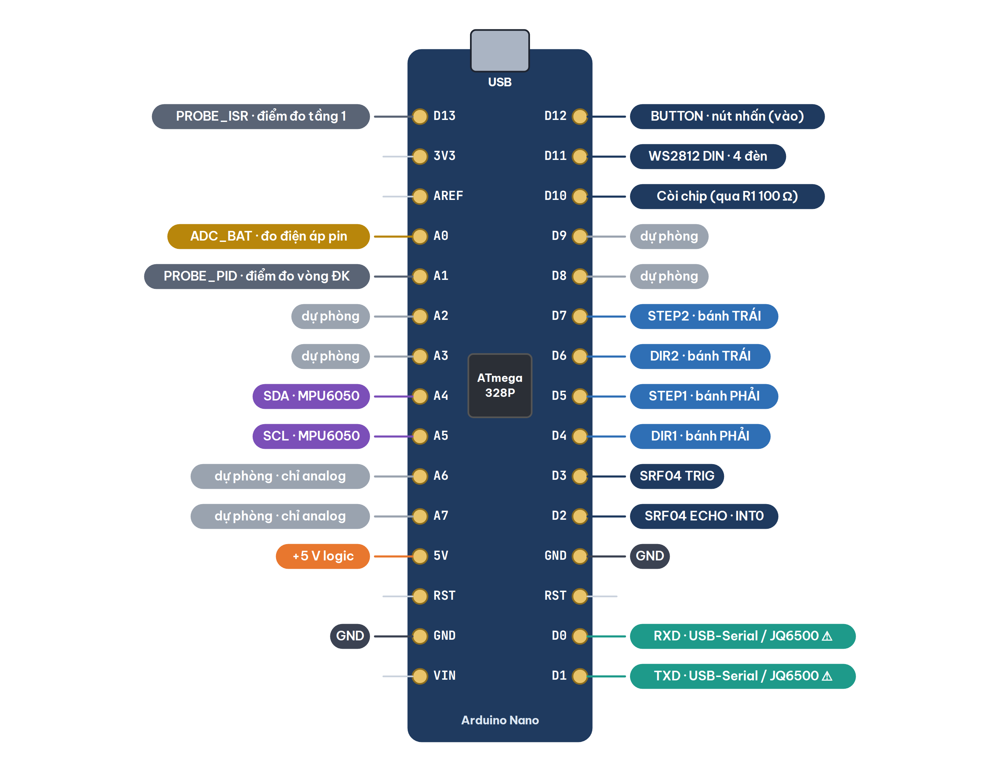 USB
PROBE_ISR · điểm đo tầng 1
D13
D12
BUTTON · nút nhấn (vào)
3V3
D11
WS2812 DIN · 4 đèn
AREF
D10
Còi chip (qua R1 100 Ω)
ADC_BAT · đo điện áp pin
A0
D9
dự phòng
PROBE_PID · điểm đo vòng ĐK
A1
D8
dự phòng
dự phòng
A2
D7
STEP2 · bánh TRÁI
dự phòng
A3
D6
DIR2 · bánh TRÁI
ATmega
328P
SDA · MPU6050
A4
D5
STEP1 · bánh PHẢI
SCL · MPU6050
A5
D4
DIR1 · bánh PHẢI
dự phòng · chỉ analog
A6
D3
SRF04 TRIG
dự phòng · chỉ analog
A7
D2
SRF04 ECHO · INT0
+5 V logic
5V
GND
GND
RST
RST
GND
GND
D0
RXD · USB-Serial / JQ6500 ⚠
VIN
D1
TXD · USB-Serial / JQ6500 ⚠
Arduino Nano